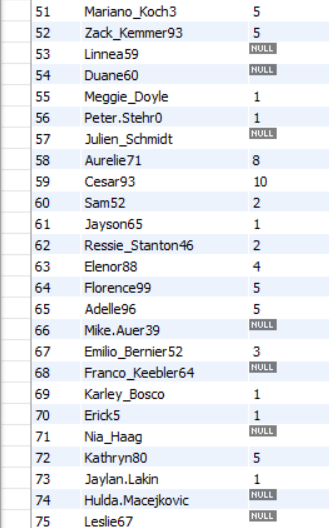 51 Mariano_Koch3 5
52 Zack_Kemmer93 5
53 Linnea59 NULL
54 Duane60 NULL
55 Meggie_Doyle 1
56 Peter.Stehr0 1
57 Julien_Schmidt NULL
58 Aurelie71 8
59 Cesar93 10
60 Sam52 2
61 Jayson65 1
62 Ressie_Stanton46 2
63 Elenor88 4
64 Florence99 5
65 Adelle96 5
66 Mike.Auer39 NULL
67 Emilio_Bernier52 3
68 Franco_Keebler64 NULL
69 Karley_Bosco 1
70 Erick5 1
71 Nia_Haag NULL
72 Kathryn80 5
73 Jaylan.Lakin 1
74 Hulda.Macejkovic NULL
75 Leslie67 NULL